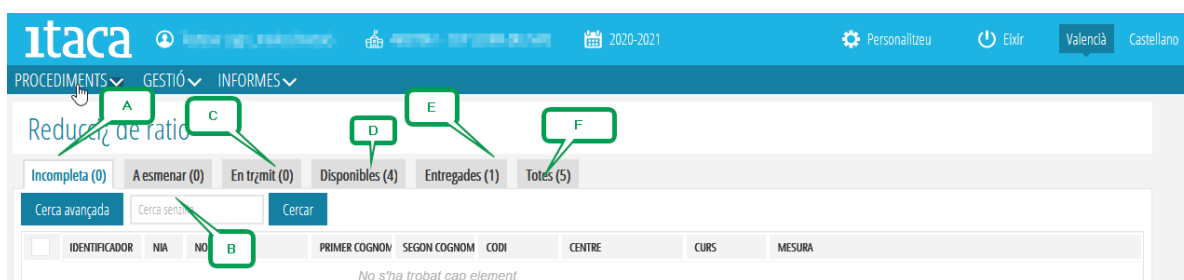 ıtaca 2020-2021 Personalitzeu Eixir Valencià Castellano
PROCEDIMENTS GESTIÓ INFORMES
A C D E F
Reducci¿ de ratio
Incompleta (0) A esmenar (0) En tr¿mit (0) Disponibles (4) Entregades (1) Totes (5)
Cerca avançada Cerca Cercar
B
IDENTIFICADOR NIA PRIMER COGNOM SEGON COGNOM CODI CENTRE CURS MESURA
No s'ha trobat cap element